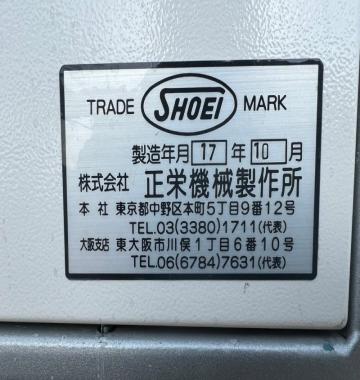 TRADE SHOEI MARK
製造年月 17 年 10 月
株式会社 正栄機械製作所
本 社 東京都中野区本町5丁目9番12号
TEL.03(3380)1711(代表)
大阪支店 東大阪市川俣1丁目6番10号
TEL.06(6784)7631(代表)